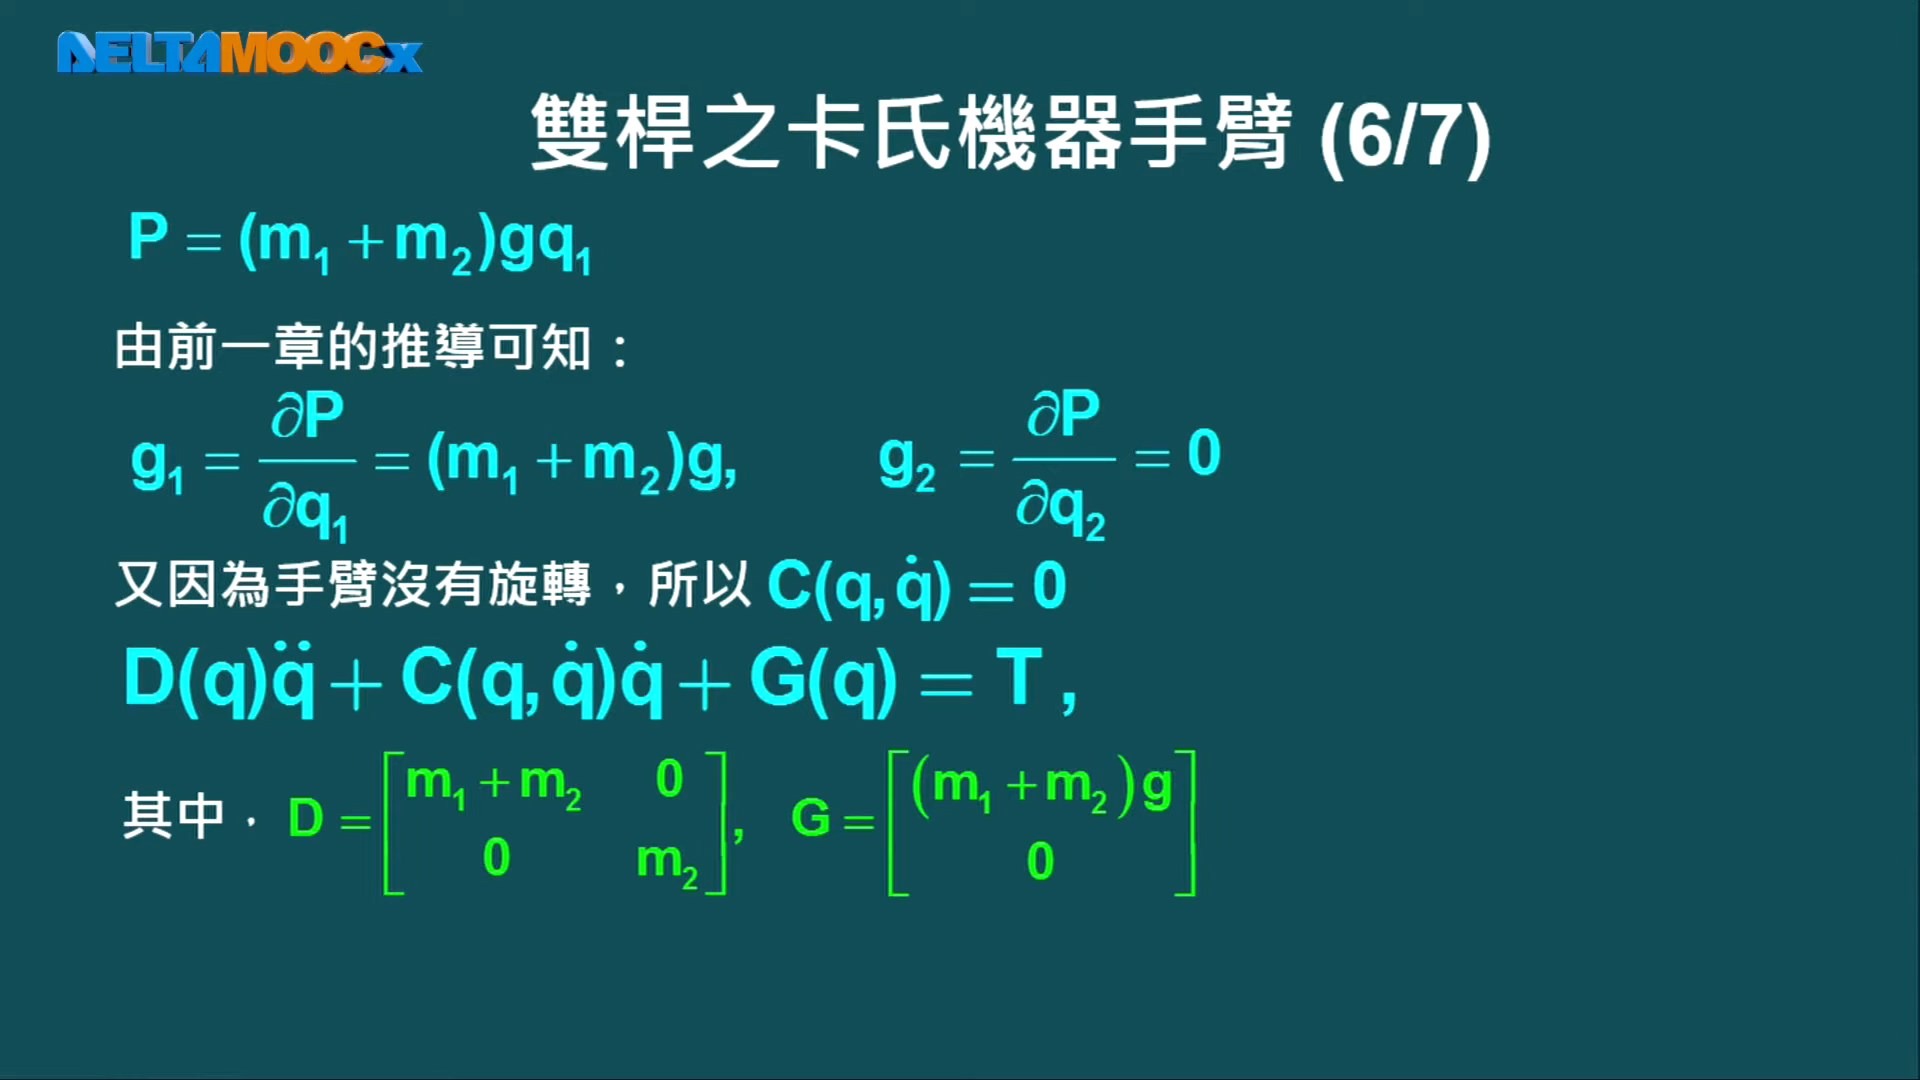 DELTAMOOCx
雙桿之卡氏機器手臂 (6/7)
P = (m₁ + m₂)gq₁
由前一章的推導可知：
g₁ = ∂P/∂q₁ = (m₁ + m₂)g, g₂ = ∂P/∂q₂ = 0
又因為手臂沒有旋轉，所以 C(q, q̇) = 0
D(q)q̈ + C(q, q̇)q̇ + G(q) = T ,
其中，D = [m₁ + m₂ 0; 0 m₂], G = [(m₁ + m₂)g; 0]